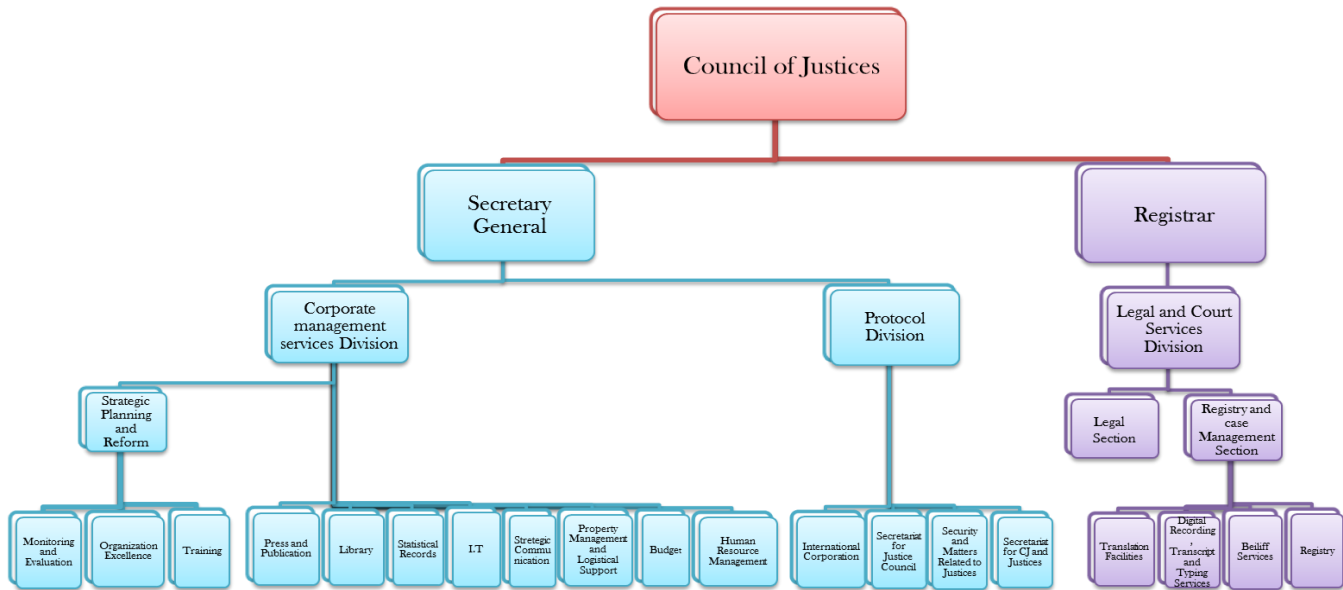 Council of Justices
Secretary
General
Registrar
Corporate
management
services Division
Protocol
Division
Legal and Court
Services
Division
Strategic
Planning
and
Reform
Legal
Section
Registry and
case
Management
Section
Monitoring
and
Evaluation
Organization
Excellence
Training
Press and
Publication
Library
Statistical
Records
I.T
Stretegic
Commu
nication
Property
Management
and
Logistical
Support
Budget
Human
Resource
Management
International
Corporation
Secretariat
for
Justice
Council
Security
and
Matters
Related to
Justices
Secretariat
for CJ and
Justices
Translation
Facilities
Digital
Recording
,
Transcript
and
Typing
Services
Beiliff
Services
Registry